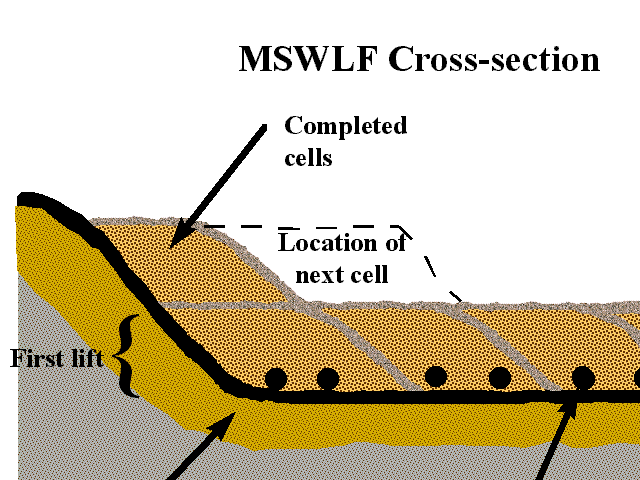 MSWLF Cross-section
Completed
cells
Location of
next cell
First lift